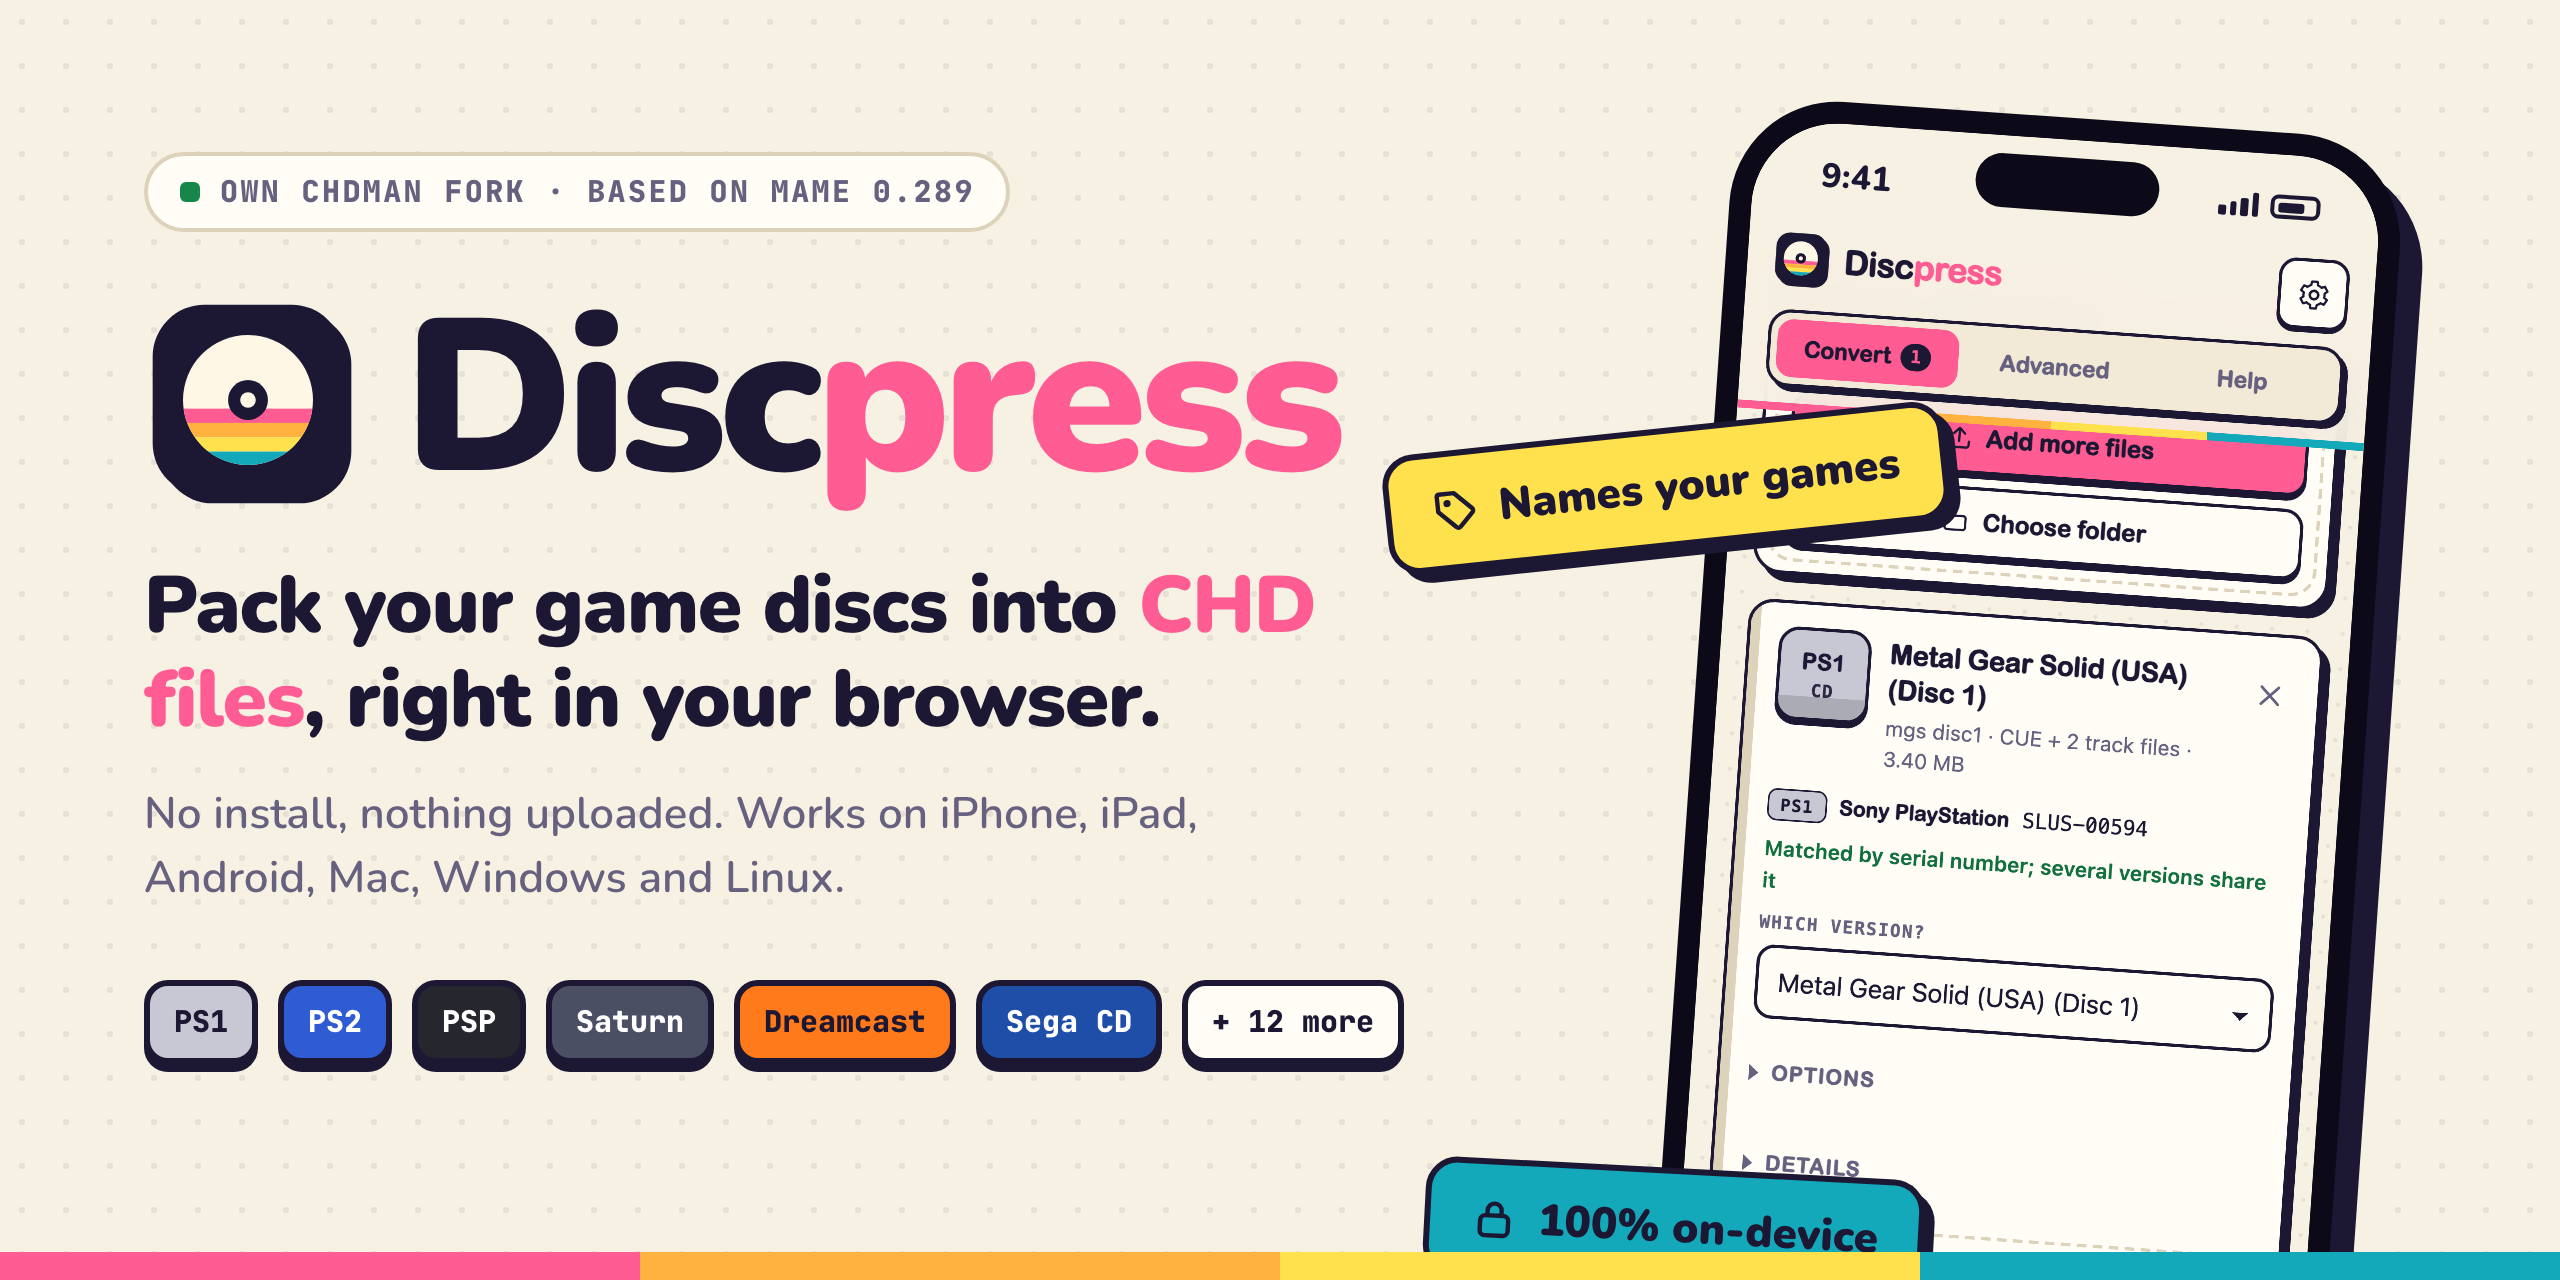 OWN CHDMAN FORK · BASED ON MAME 0.289
Discpress
Pack your game discs into CHD
files, right in your browser.
No install, nothing uploaded. Works on iPhone, iPad,
Android, Mac, Windows and Linux.
PS1 PS2 PSP Saturn Dreamcast Sega CD + 12 more
9:41
Discpress
Convert 1 Advanced Help
Add more files
Names your games
Choose folder
PS1
CD
Metal Gear Solid (USA)
(Disc 1)
mgs disc1 · CUE + 2 track files ·
3.40 MB
PS1 Sony PlayStation SLUS-00594
Matched by serial number; several versions share
it
WHICH VERSION?
Metal Gear Solid (USA) (Disc 1)
OPTIONS
DETAILS
100% on-device